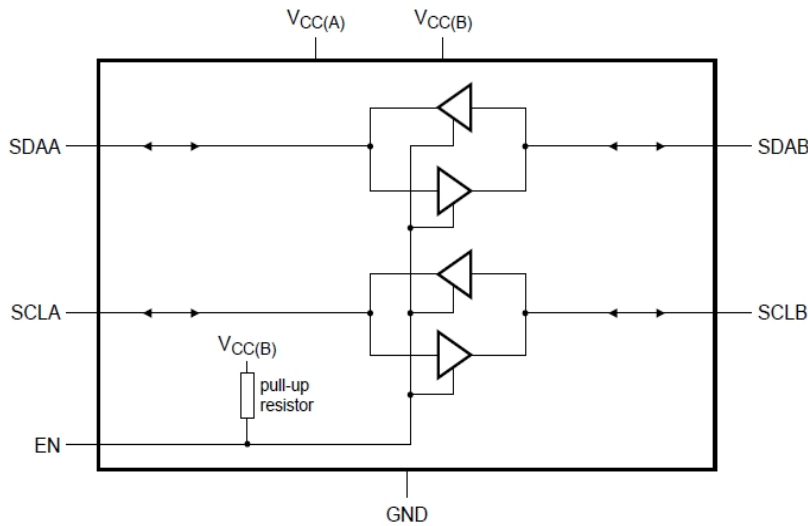 VCC(A)
VCC(B)
SDAA
SDAB
SCLA
SCLB
VCC(B)
pull-up
resistor
EN
GND